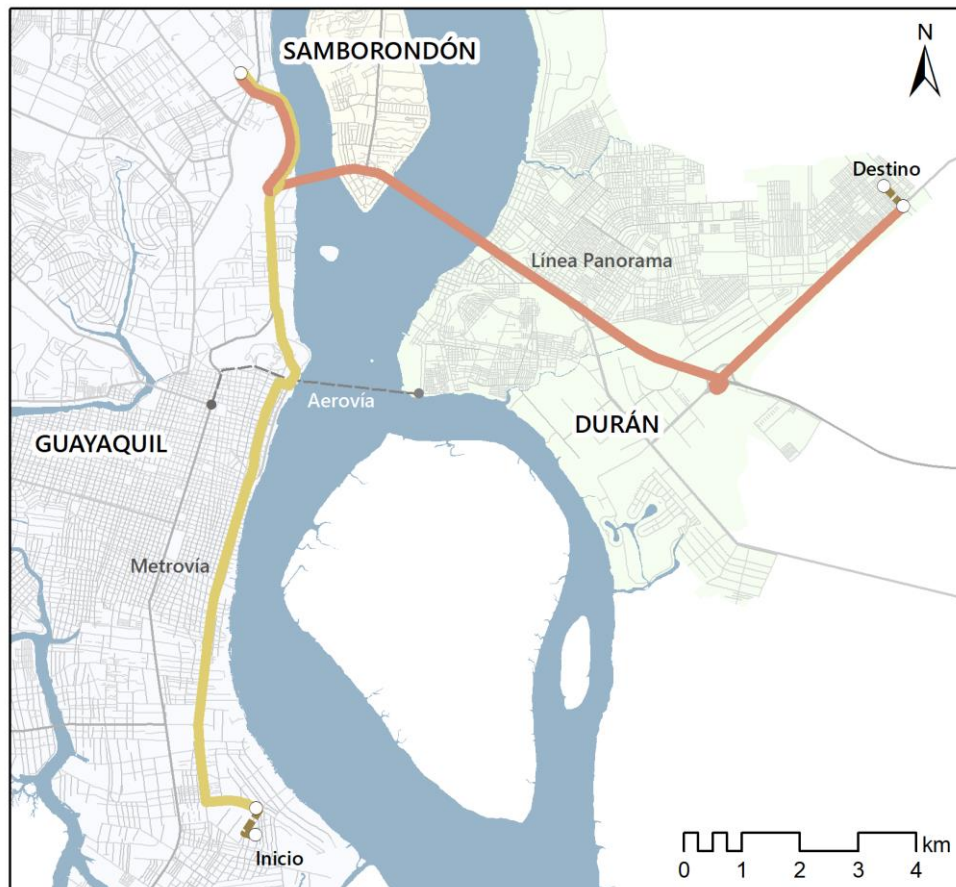 SAMBORONDÓN
N
Destino
Línea Panorama
Aerovía
DURÁN
GUAYAQUIL
Metrovía
Inicio
km
0 1 2 3 4